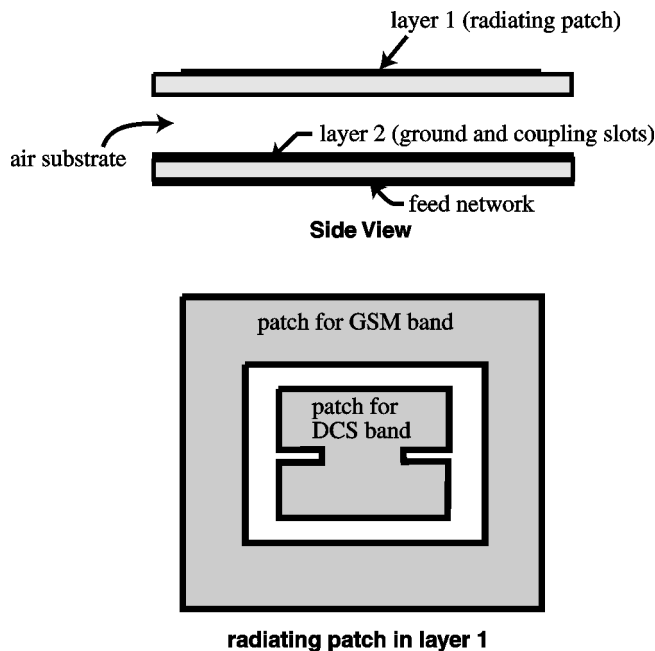 layer 1 (radiating patch)
layer 2 (ground and coupling slots)
air substrate
feed network
Side View
patch for GSM band
patch for
DCS band
radiating patch in layer 1